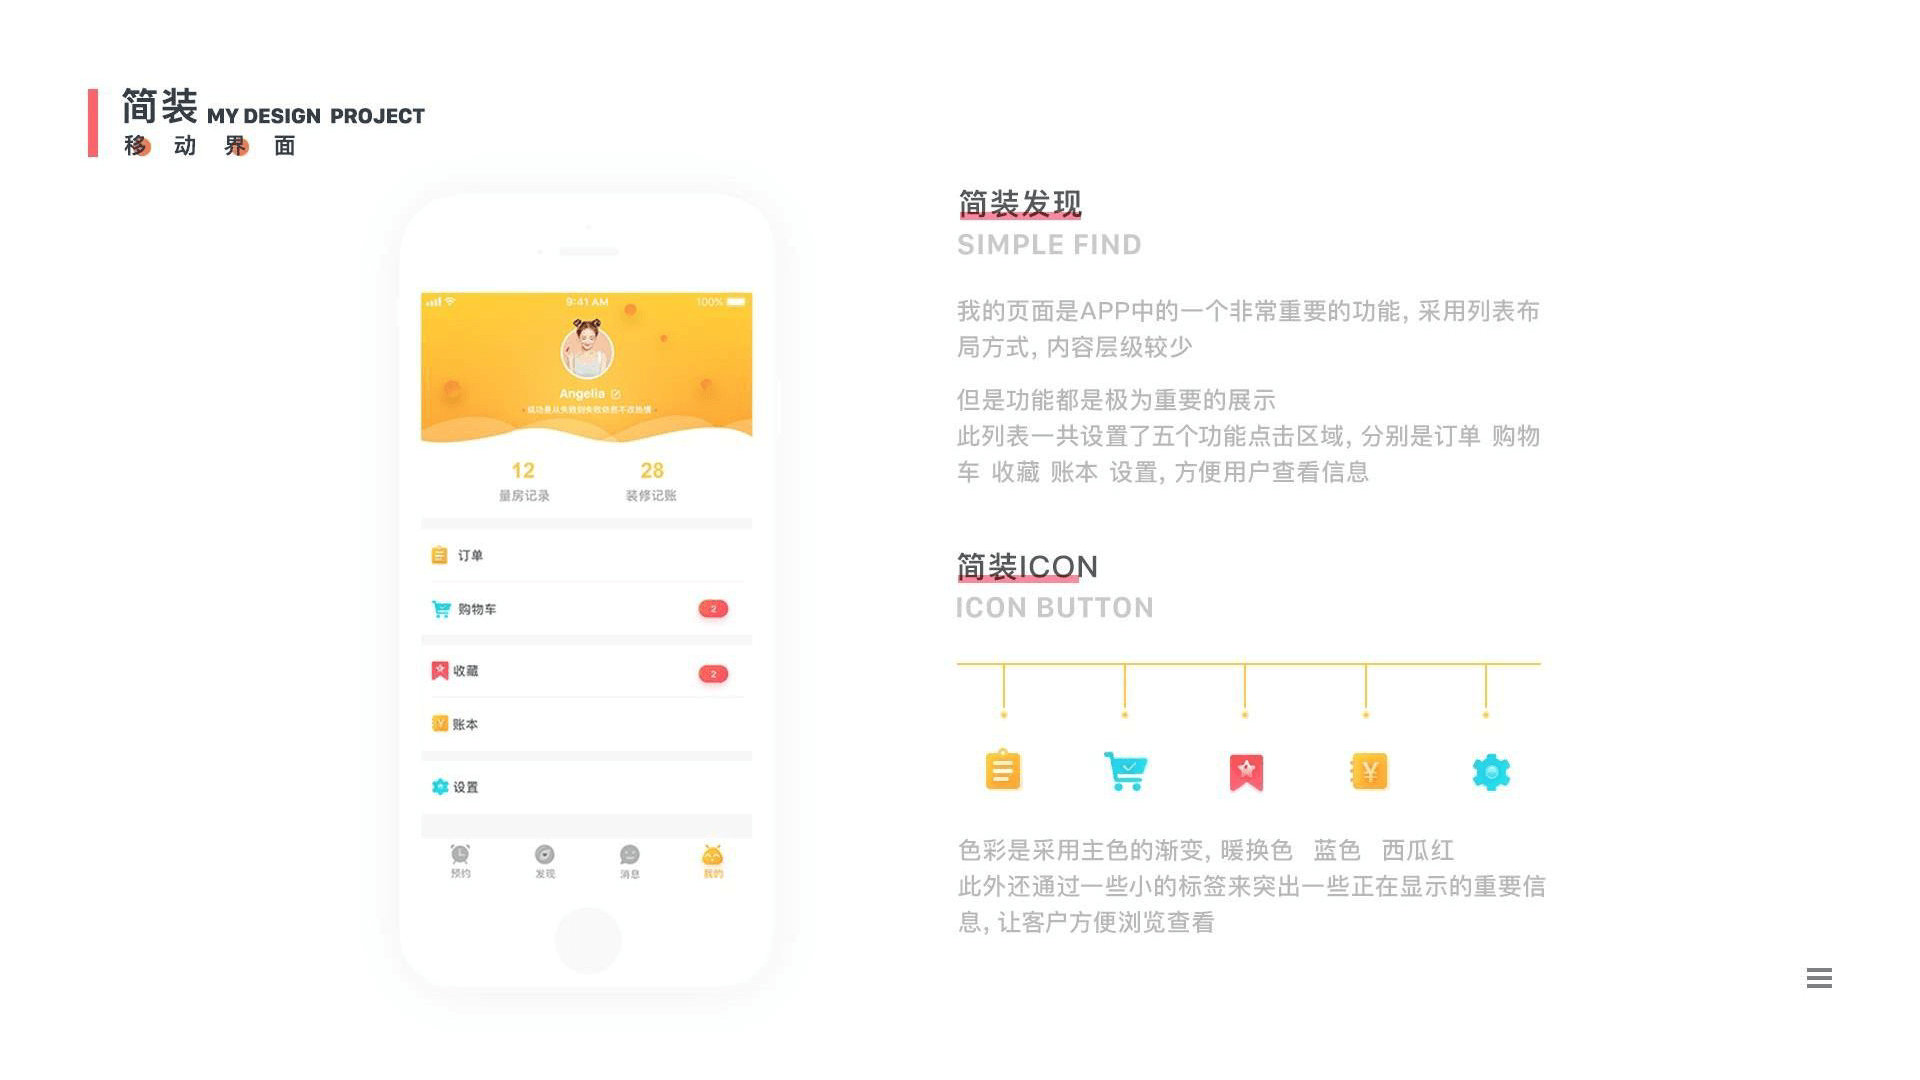 简装 MY DESIGN PROJECT
移动界面
9:41 AM
100%
Angelia
12
28
量房记录
装修记账
订单
购物车
2
收藏
2
账本
设置
预约
发现
消息
我的
简装发现
SIMPLE FIND
我的页面是APP中的一个非常重要的功能, 采用列表布
局方式, 内容层级较少
但是功能都是极为重要的展示
此列表一共设置了五个功能点击区域, 分别是订单 购物
车 收藏 账本 设置, 方便用户查看信息
简装ICON
ICON BUTTON
¥
色彩是采用主色的渐变, 暖换色 蓝色 西瓜红
此外还通过一些小的标签来突出一些正在显示的重要信
息, 让客户方便浏览查看